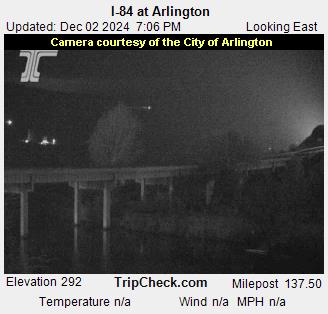 I-84 at Arlington
Updated: Dec 02 2024 7:06 PM Looking East
Camera courtesy of the City of Arlington
Elevation 292 TripCheck.com Milepost 137.50
Temperature n/a Wind n/a MPH n/a